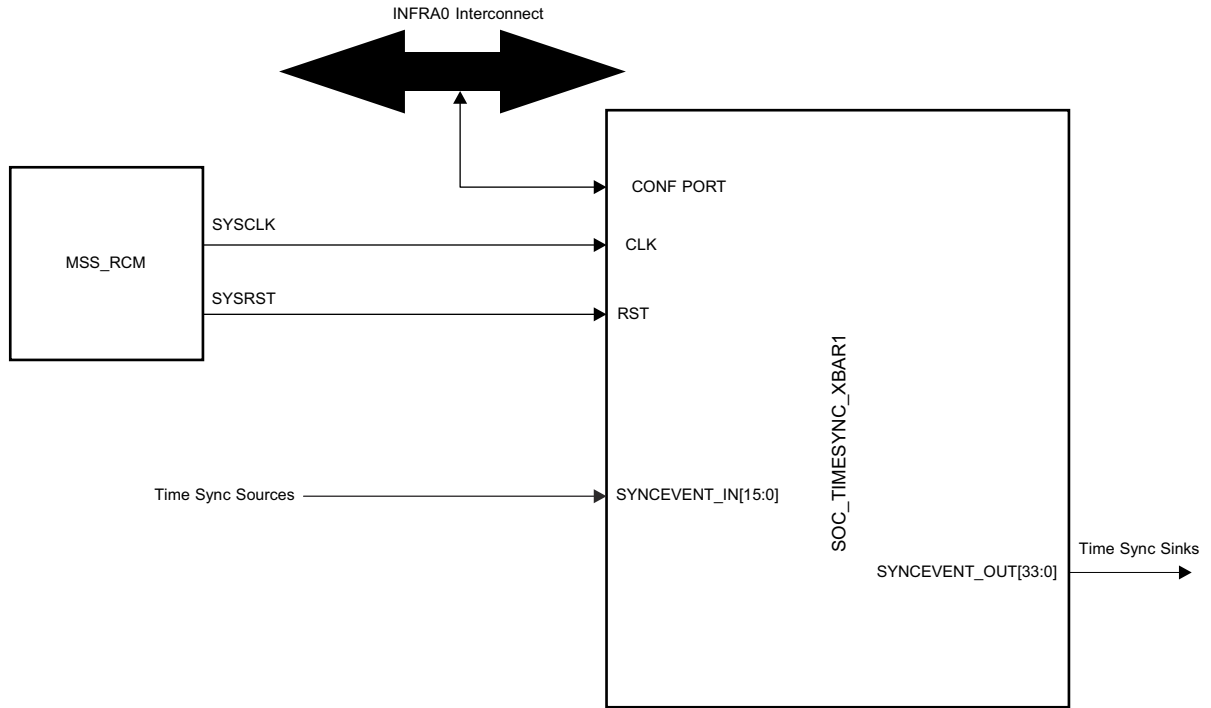 INFRA0 Interconnect
CONF PORT
SYSCLK
CLK
MSS_RCM
SYSRST
RST
SOC_TIMESYNC_XBAR1
Time Sync Sources
SYNCEVENT_IN[15:0]
Time Sync Sinks
SYNCEVENT_OUT[33:0]